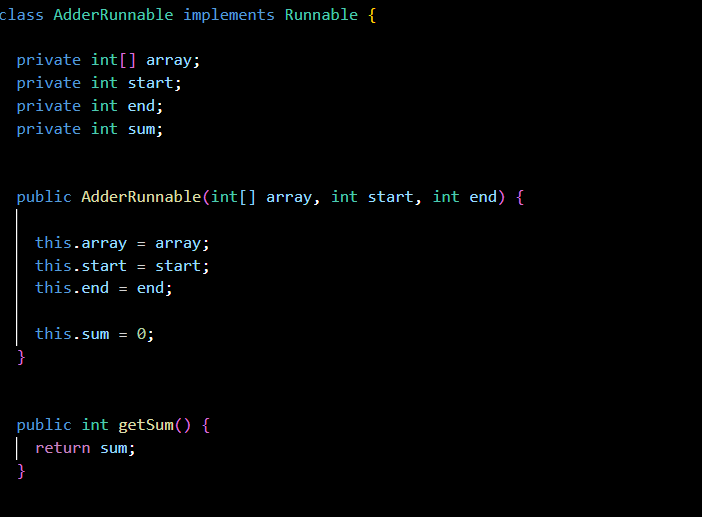 class AdderRunnable implements Runnable {
private int[] array;
private int start;
private int end;
private int sum;
public AdderRunnable(int[] array, int start, int end) {
this.array = array;
this.start = start;
this.end = end;
this.sum = 0;
}
public int getSum() {
return sum;
}